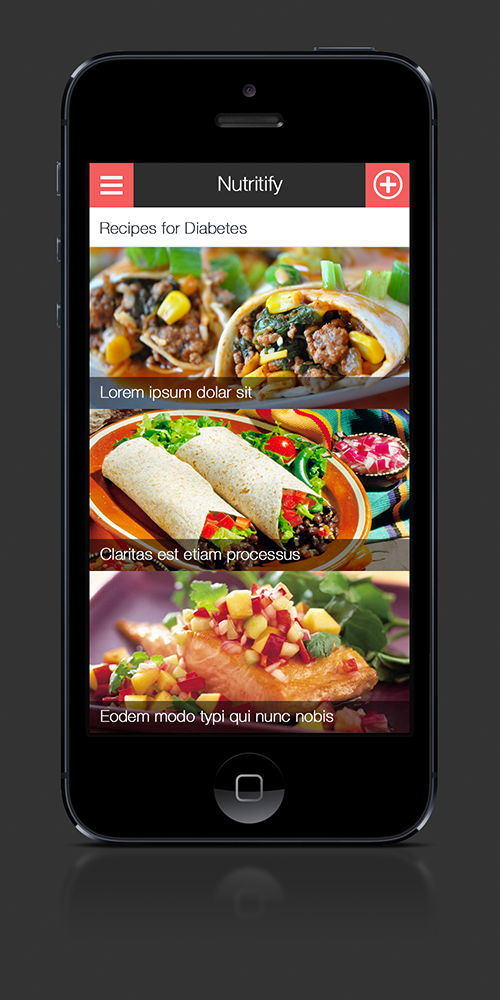 Nutritify
Recipes for Diabetes
Lorem ipsum dolar sit
Claritas est etiam processus
Eodem modo typi qui nunc nobis